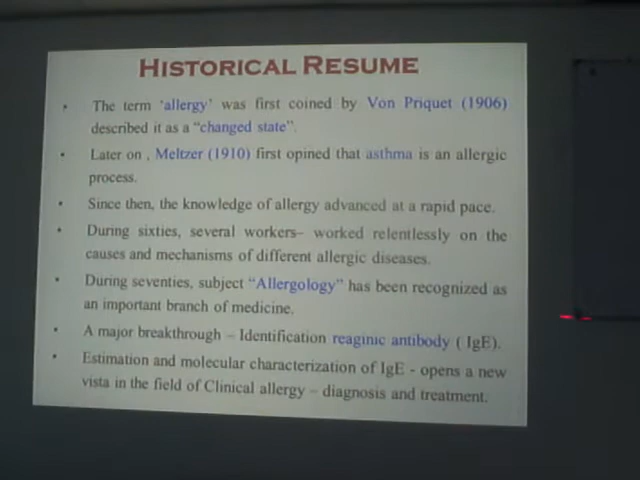 HISTORICAL RESUME
• The term ‘allergy’ was first coined by Von Priquet (1906)
described it as a “changed state”.
• Later on , Meltzer (1910) first opined that asthma is an allergic
process.
• Since then, the knowledge of allergy advanced at a rapid pace.
• During sixties, several workers– worked relentlessly on the
causes and mechanisms of different allergic diseases.
• During seventies, subject “Allergology” has been recognized as
an important branch of medicine.
• A major breakthrough – Identification reaginic antibody ( IgE).
• Estimation and molecular characterization of IgE - opens a new
vista in the field of Clinical allergy – diagnosis and treatment.